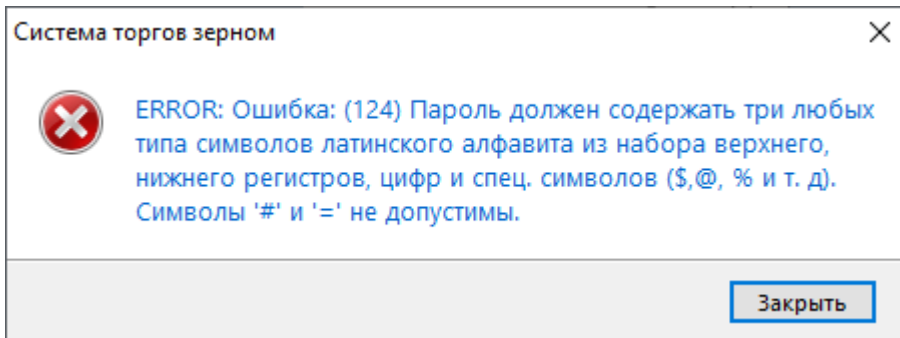 Система торгов зерном
ERROR: Ошибка: (124) Пароль должен содержать три любых
типа символов латинского алфавита из набора верхнего,
нижнего регистров, цифр и спец. символов ($,@, % и т. д).
Символы '#' и '=' не допустимы.
Закрыть